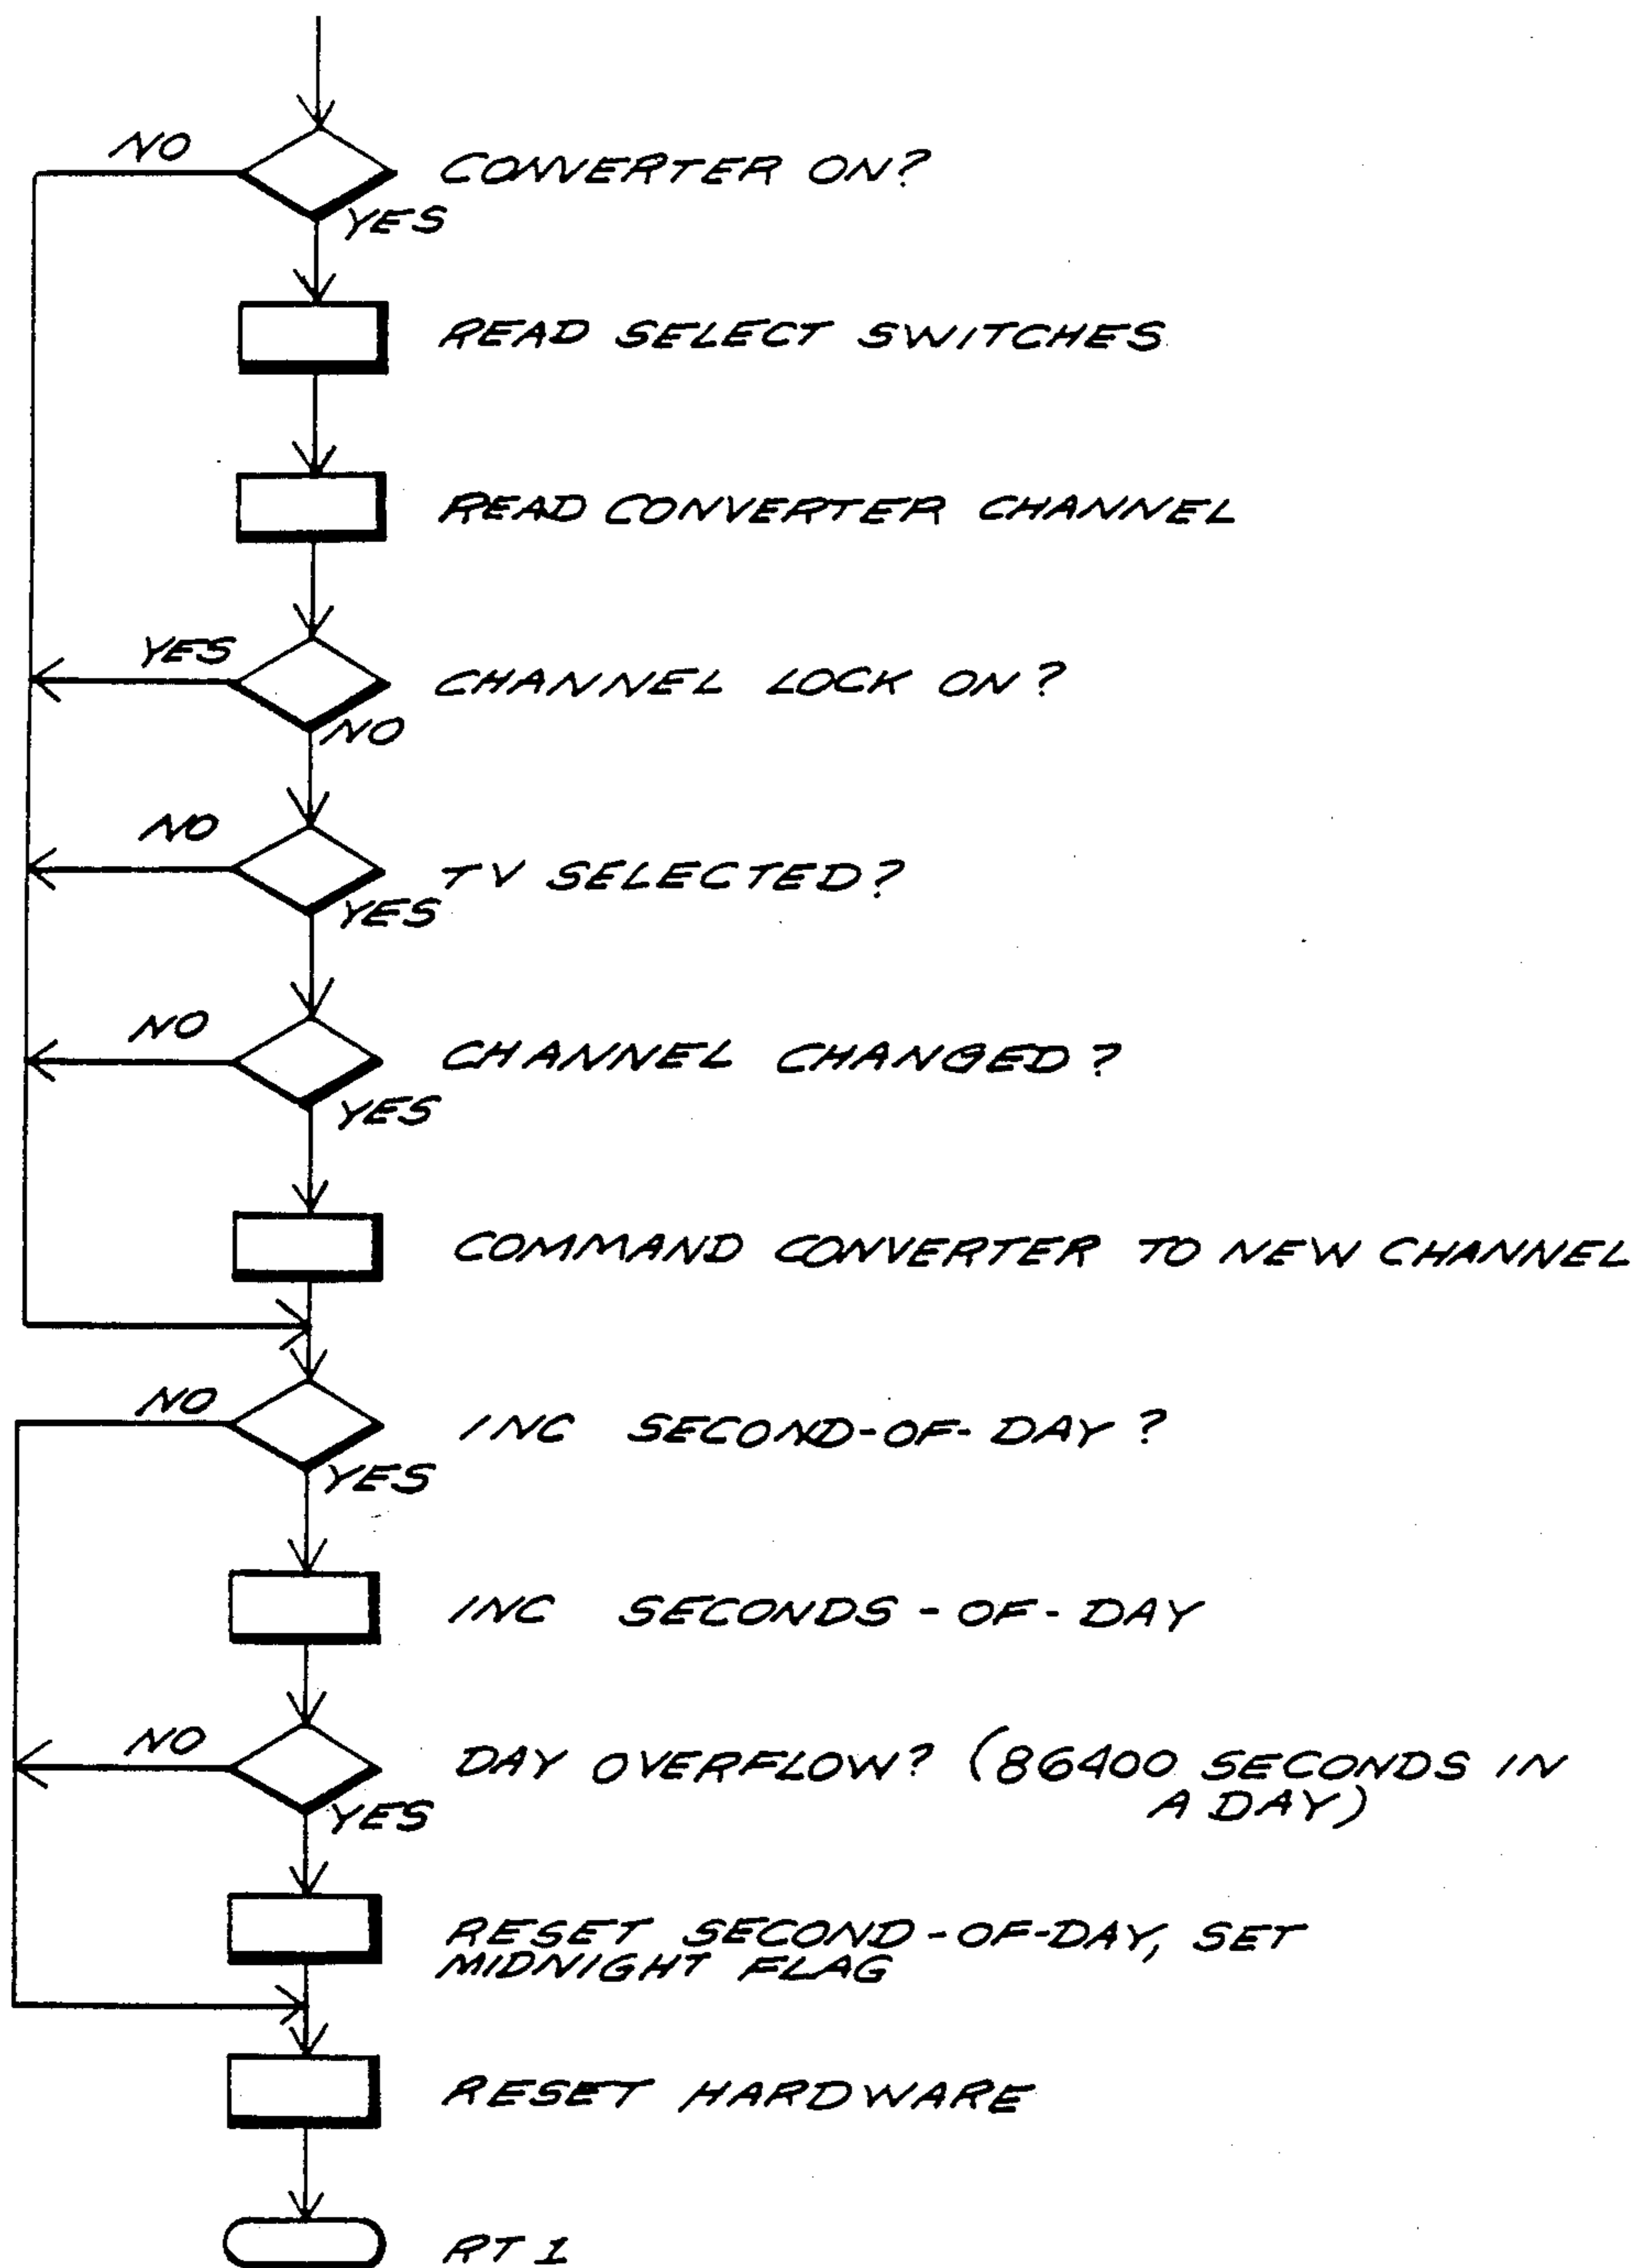 NO
CONVERTER ON?
YES
READ SELECT SWITCHES
READ CONVERTER CHANNEL
YES
CHANNEL LOCK ON?
NO
NO
TV SELECTED?
YES
NO
CHANNEL CHANGED?
YES
COMMAND CONVERTER TO NEW CHANNEL
NO
INC SECOND-OF-DAY?
YES
INC SECONDS-OF-DAY
NO
DAY OVERFLOW? (86400 SECONDS IN
A DAY)
YES
RESET SECOND-OF-DAY, SET
MIDNIGHT FLAG
RESET HARDWARE
RT1